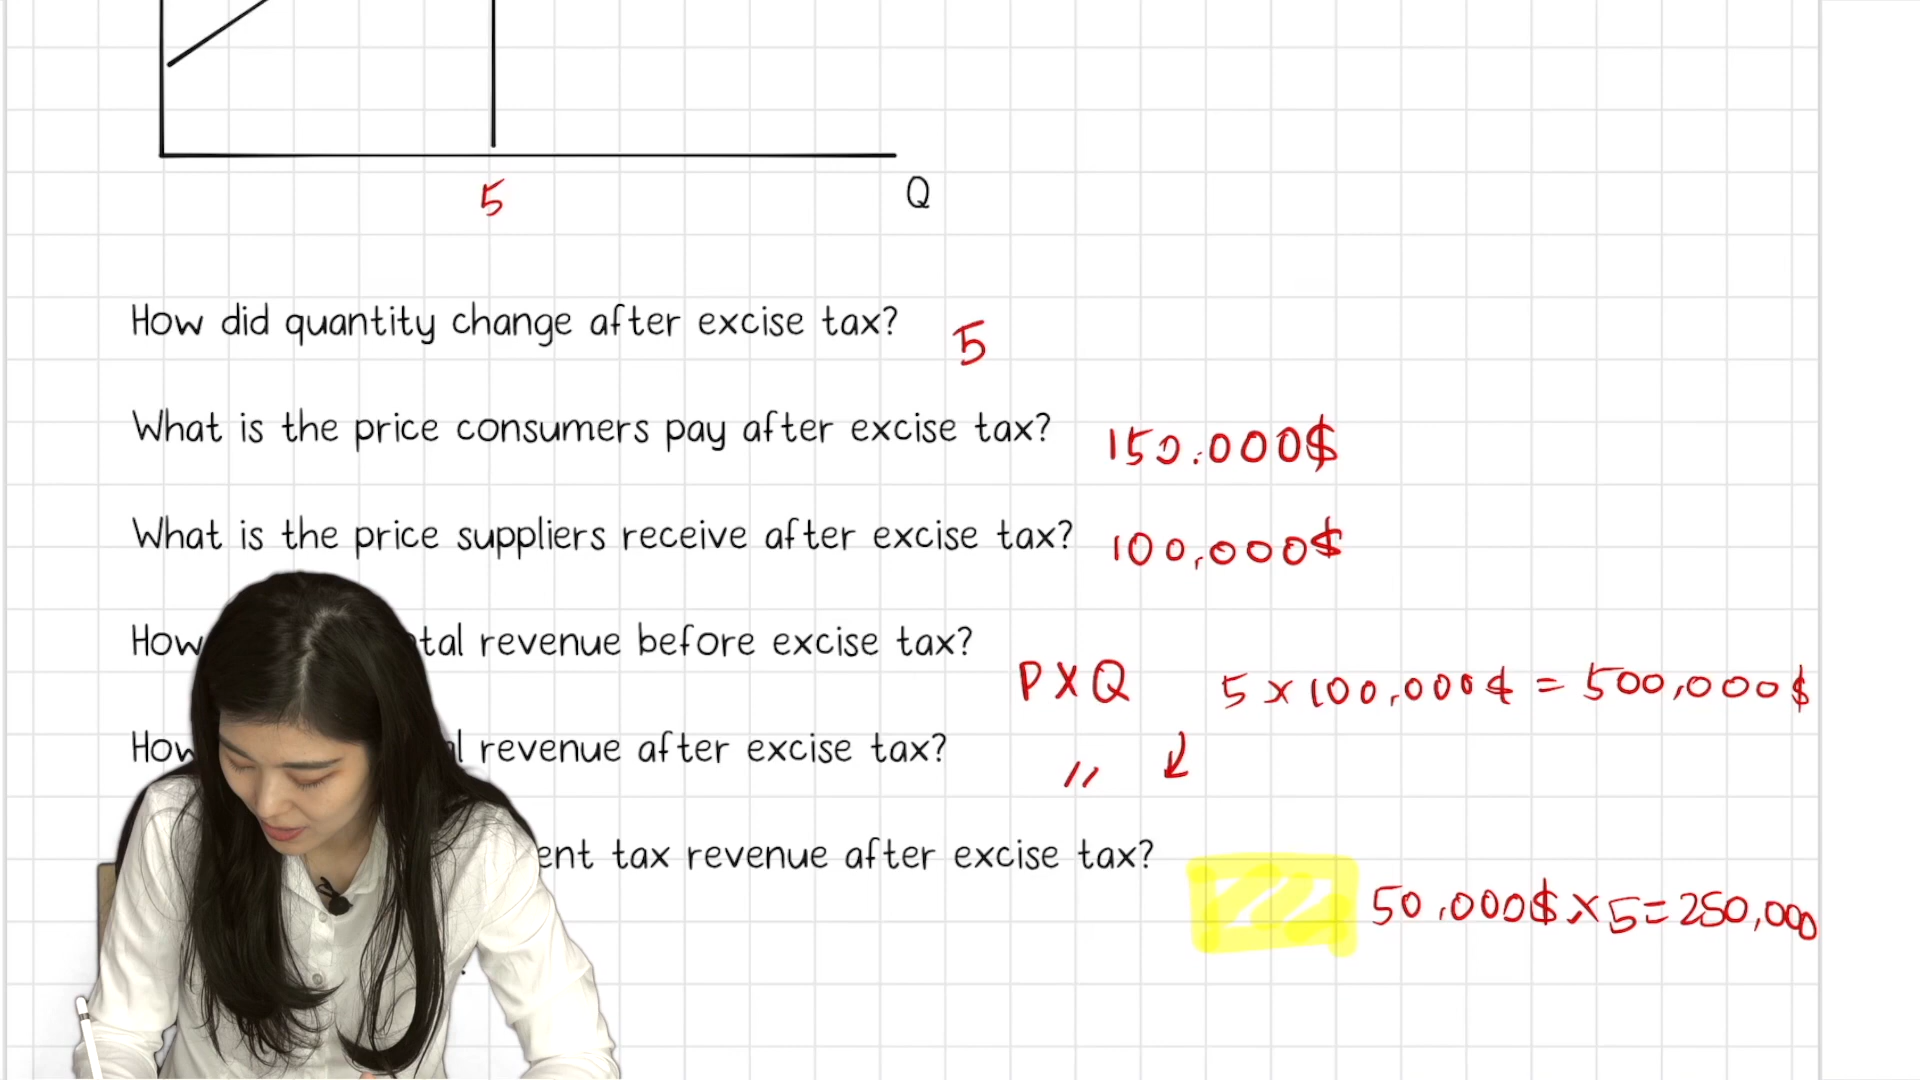 5
Q
How did quantity change after excise tax? 5
What is the price consumers pay after excise tax? 150.000$
What is the price suppliers receive after excise tax? 100,000$
How tal revenue before excise tax? PXQ 5 x 100,000$ = 500,000$
How l revenue after excise tax? 〃
ent tax revenue after excise tax? 50,000$ x 5 = 250,000